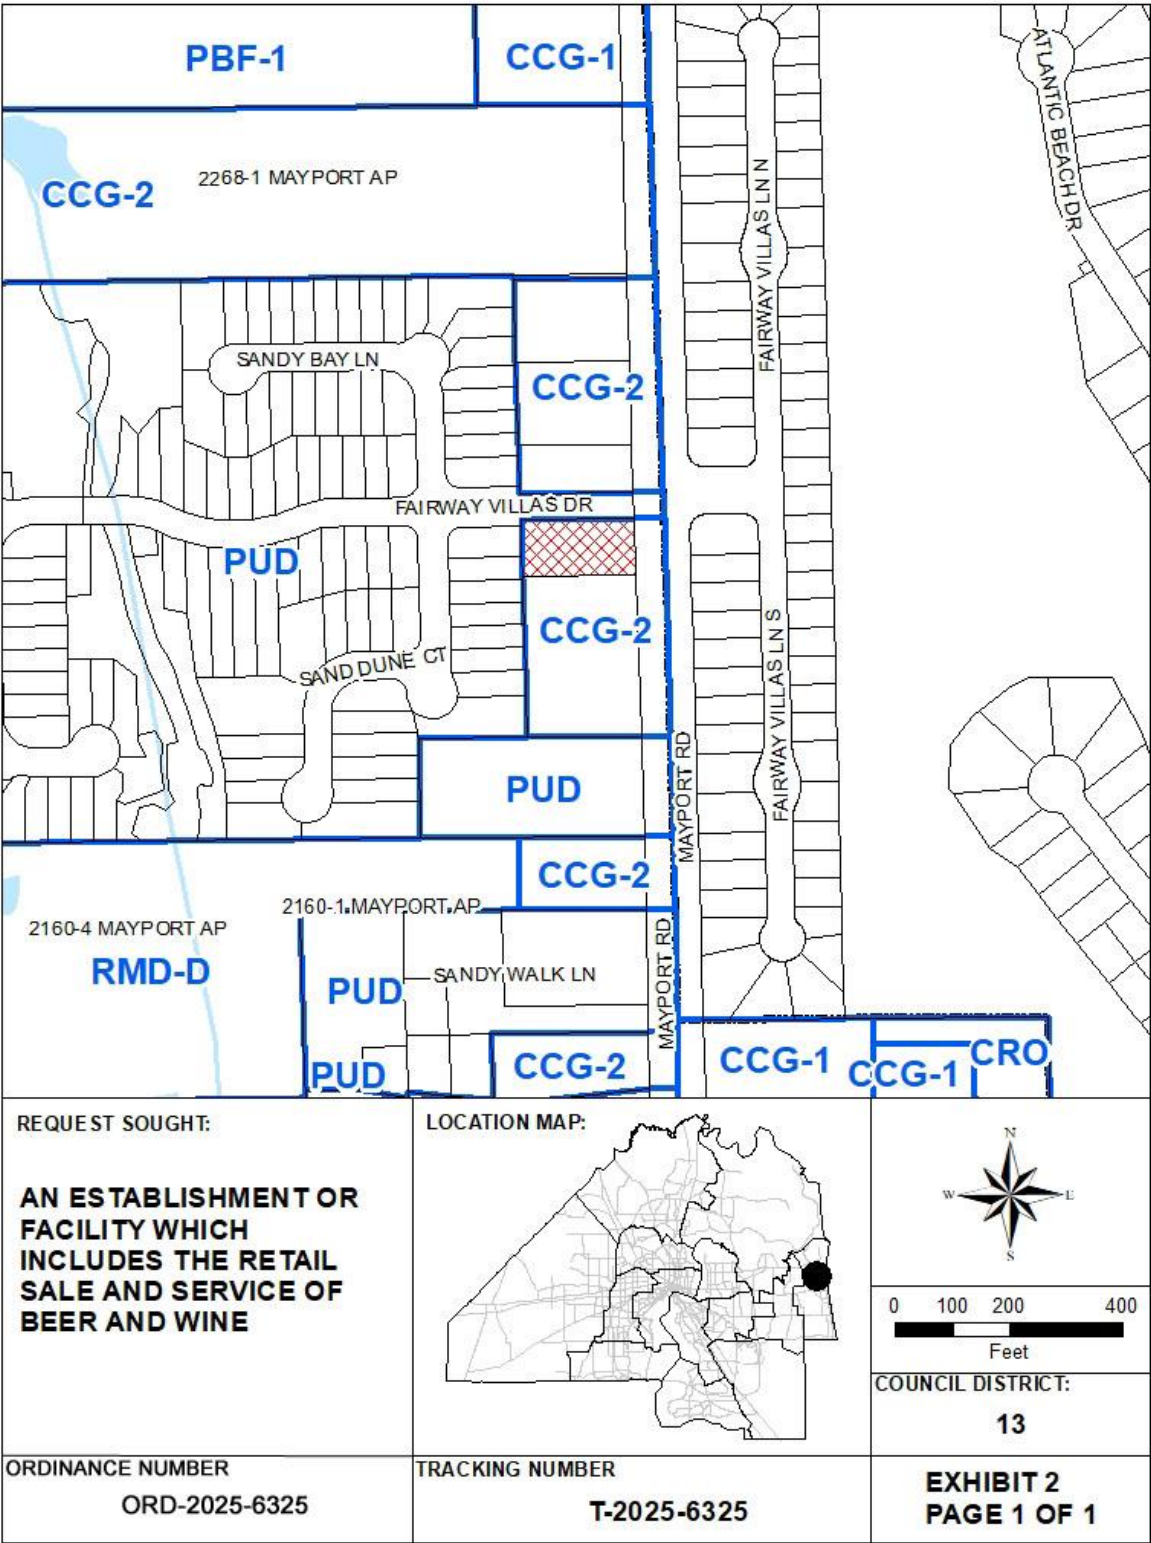 PBF-1
CCG-1
ATLANTIC BEACH DR
2268-1 MAYPORT AP
CCG-2
FAIRWAY VILLAS LN N
SANDY BAY LN
CCG-2
FAIRWAY VILLAS DR
PUD
CCG-2
FAIRWAY VILLAS LN S
SAND DUNE CT
PUD
MAYPORT RD
CCG-2
2160-1 MAYPORT AP
2160-4 MAYPORT AP
RMD-D
PUD
SANDY WALK LN
MAYPORT RD
PUD
CCG-2
CCG-1
CCG-1
CRO
REQUEST SOUGHT:
AN ESTABLISHMENT OR
FACILITY WHICH
INCLUDES THE RETAIL
SALE AND SERVICE OF
BEER AND WINE
LOCATION MAP:
N
W
E
S
0 100 200 400
Feet
COUNCIL DISTRICT:
13
ORDINANCE NUMBER
ORD-2025-6325
TRACKING NUMBER
T-2025-6325
EXHIBIT 2
PAGE 1 OF 1